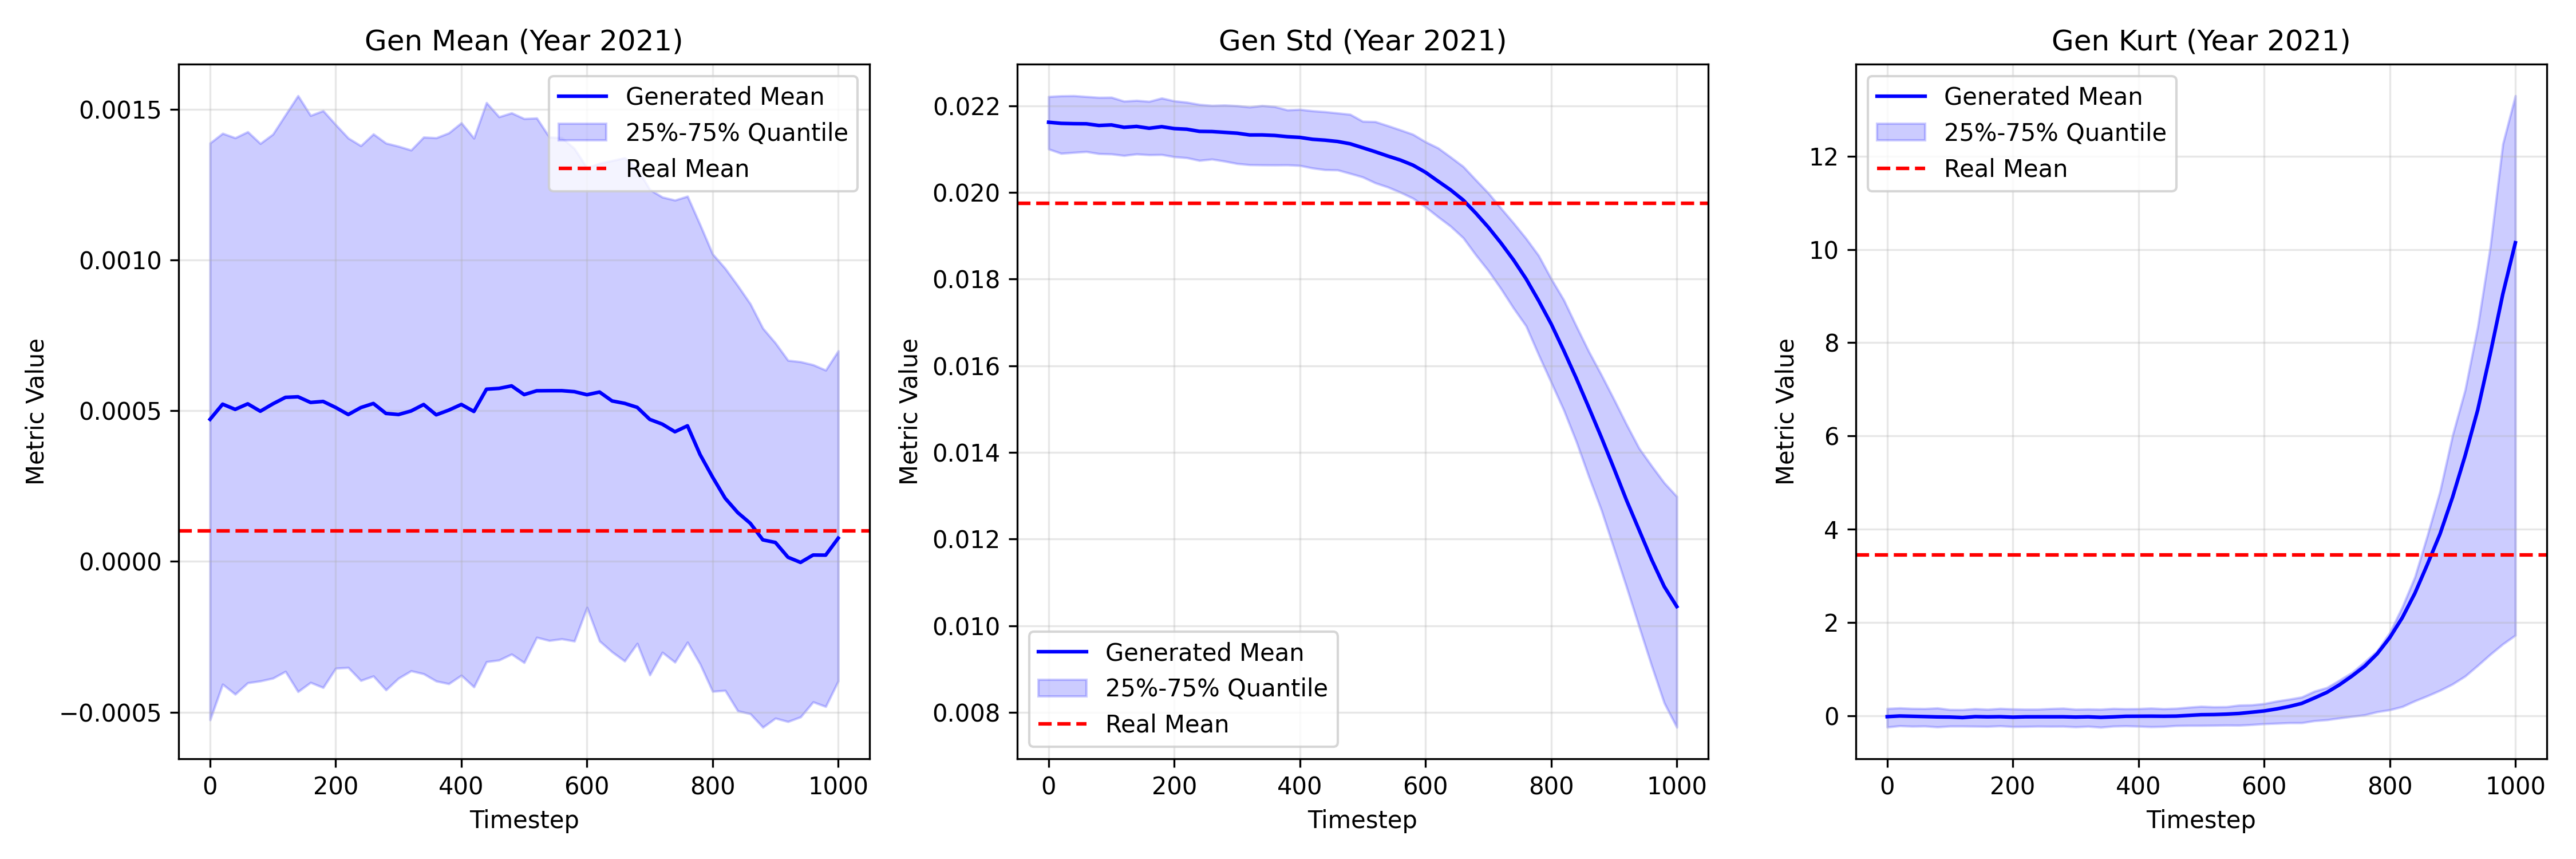 Gen Mean (Year 2021)
Metric Value
0.0015
0.0010
0.0005
0.0000
−0.0005
Generated Mean
25%-75% Quantile
Real Mean
0 200 400 600 800 1000
Timestep
Gen Std (Year 2021)
Metric Value
0.022
0.020
0.018
0.016
0.014
0.012
0.010
0.008
Generated Mean
25%-75% Quantile
Real Mean
0 200 400 600 800 1000
Timestep
Gen Kurt (Year 2021)
Metric Value
Generated Mean
25%-75% Quantile
Real Mean
12
10
8
6
4
2
0
0 200 400 600 800 1000
Timestep